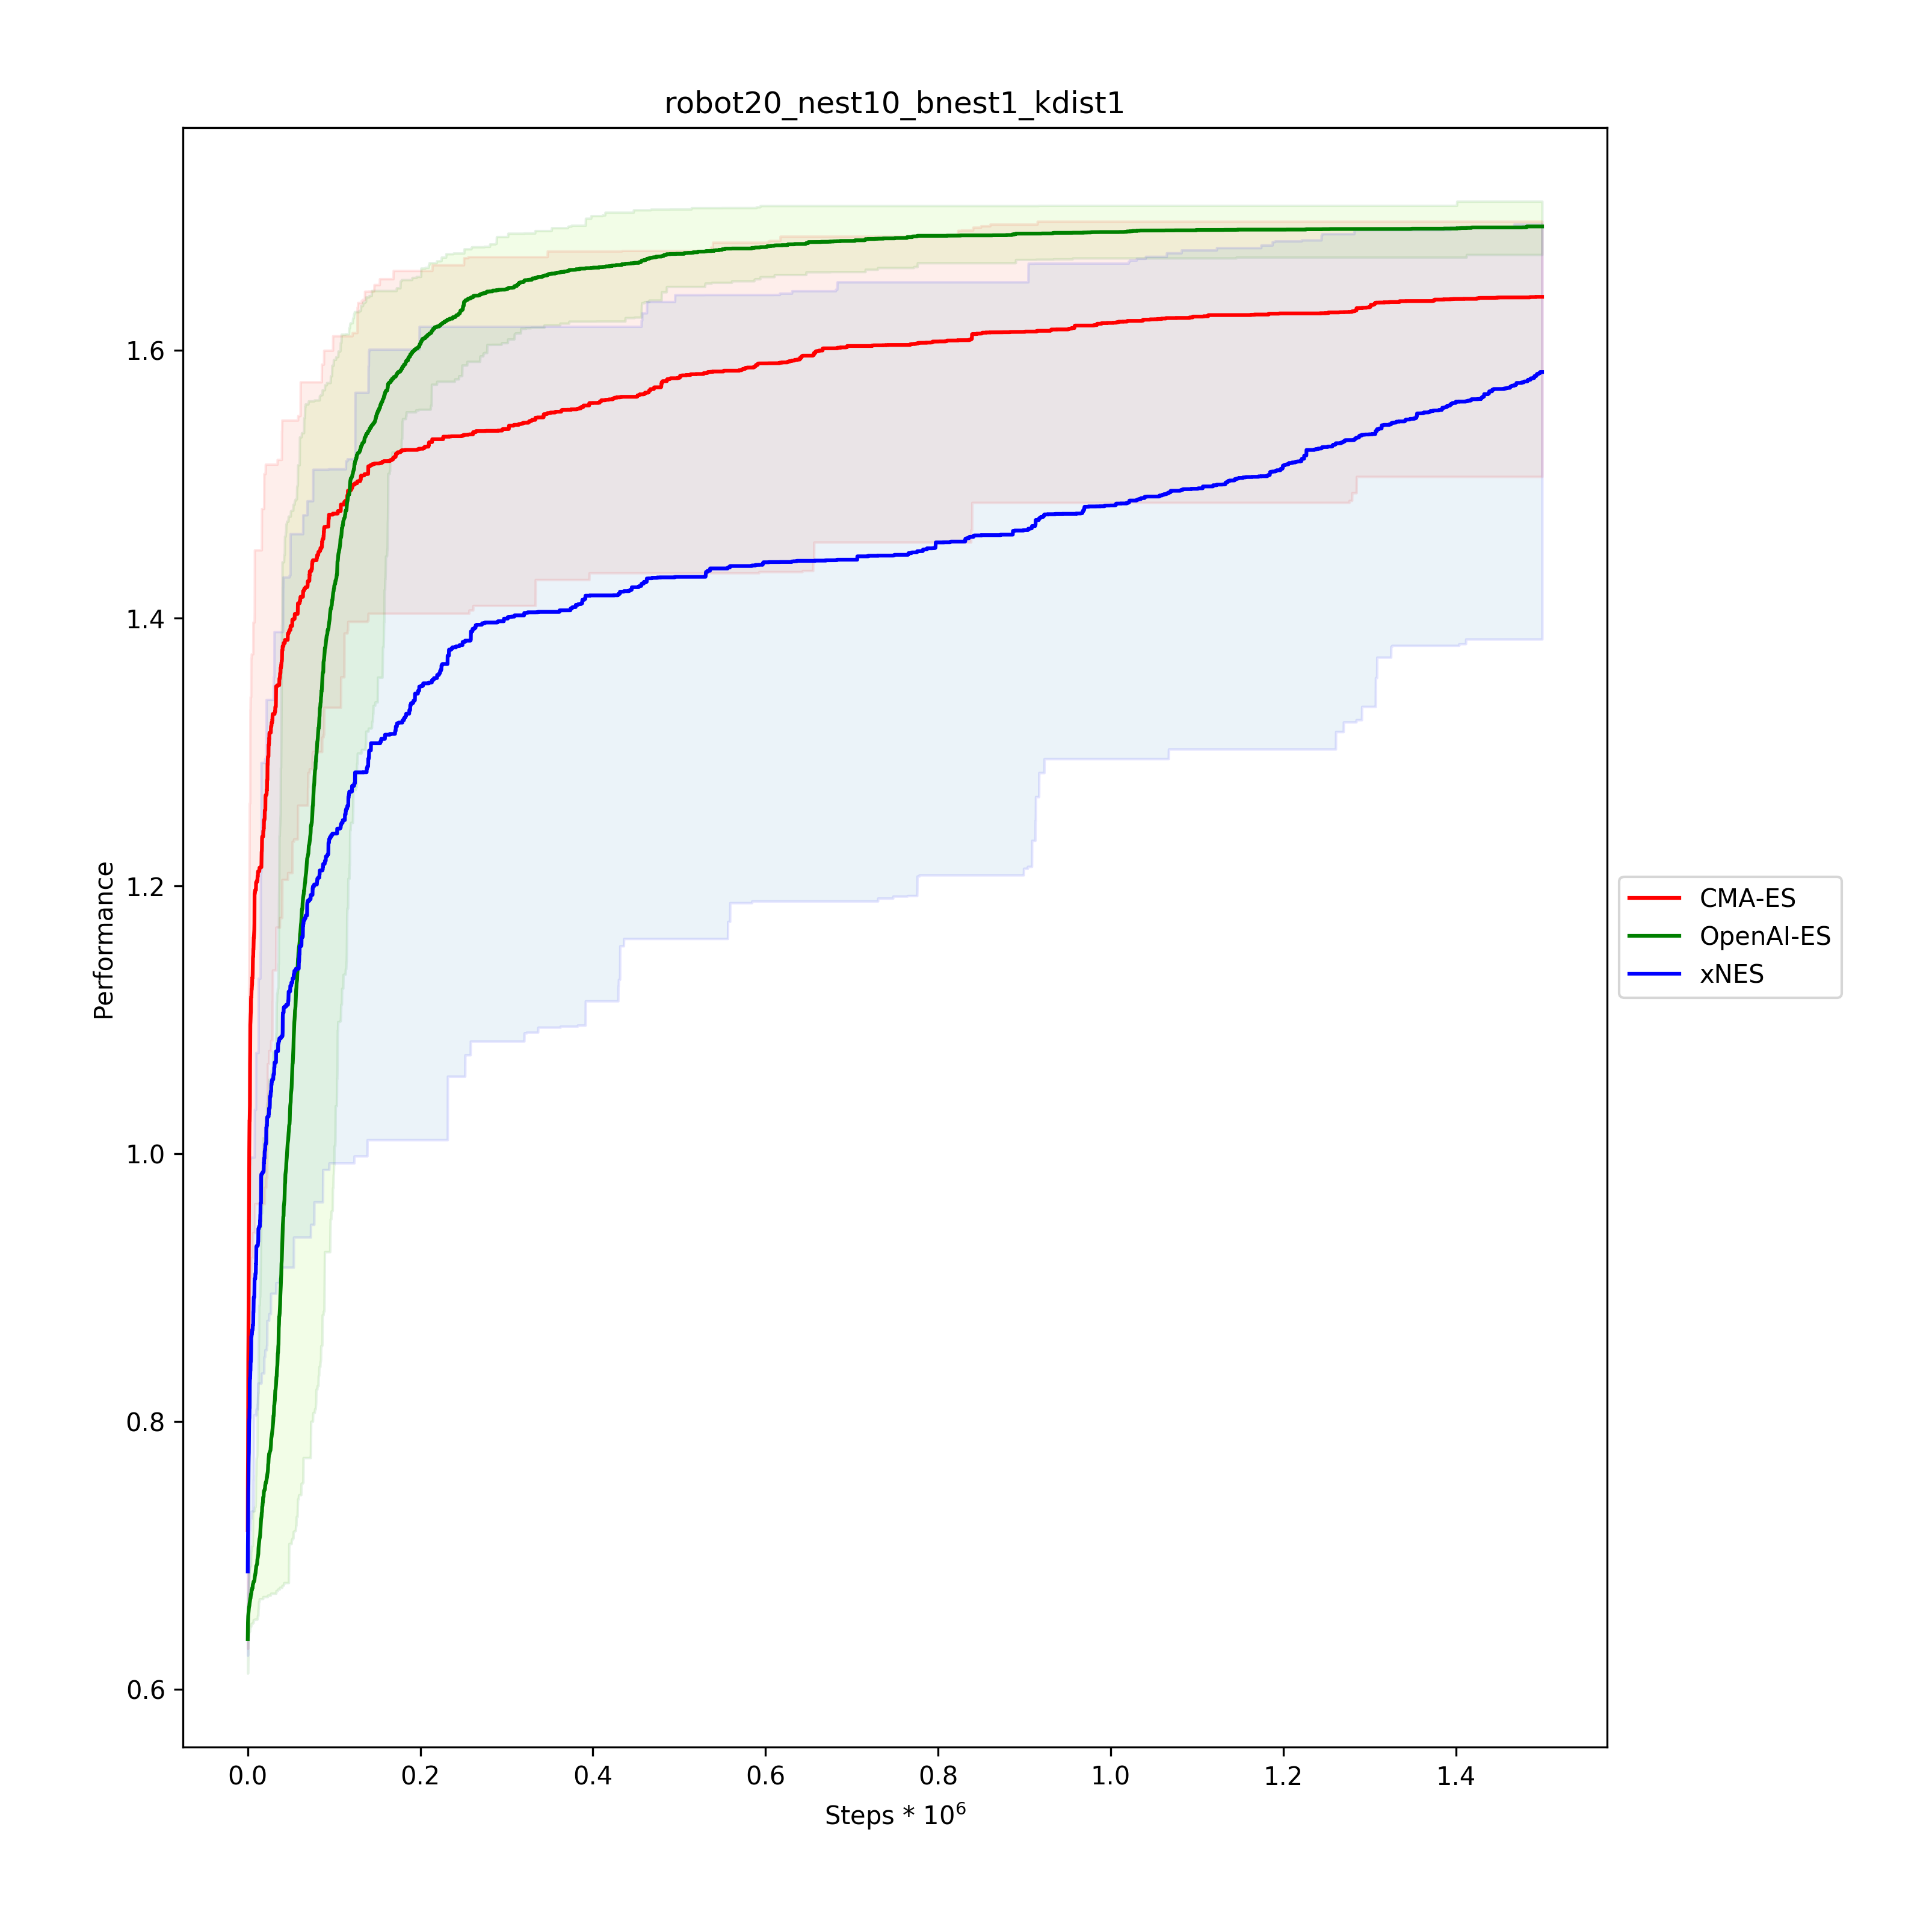 robot20_nest10_bnest1_kdist1
Performance
1.6
1.4
1.2
1.0
0.8
0.6
0.0 0.2 0.4 0.6 0.8 1.0 1.2 1.4
Steps * 10⁶
CMA-ES
OpenAI-ES
xNES